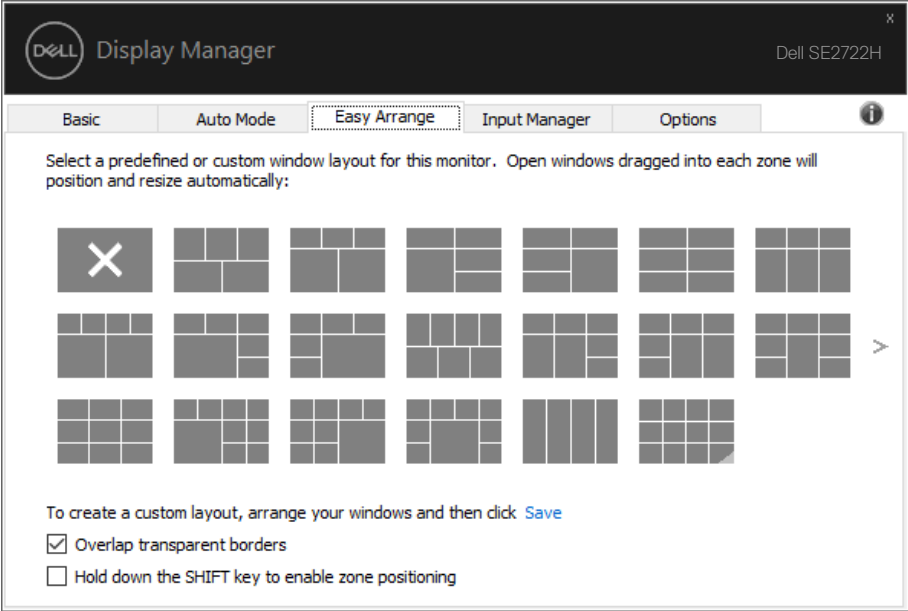 x
DELL Display Manager
Dell SE2722H
Basic Auto Mode Easy Arrange Input Manager Options i
Select a predefined or custom window layout for this monitor. Open windows dragged into each zone will
position and resize automatically:
>
To create a custom layout, arrange your windows and then click Save
Overlap transparent borders
Hold down the SHIFT key to enable zone positioning